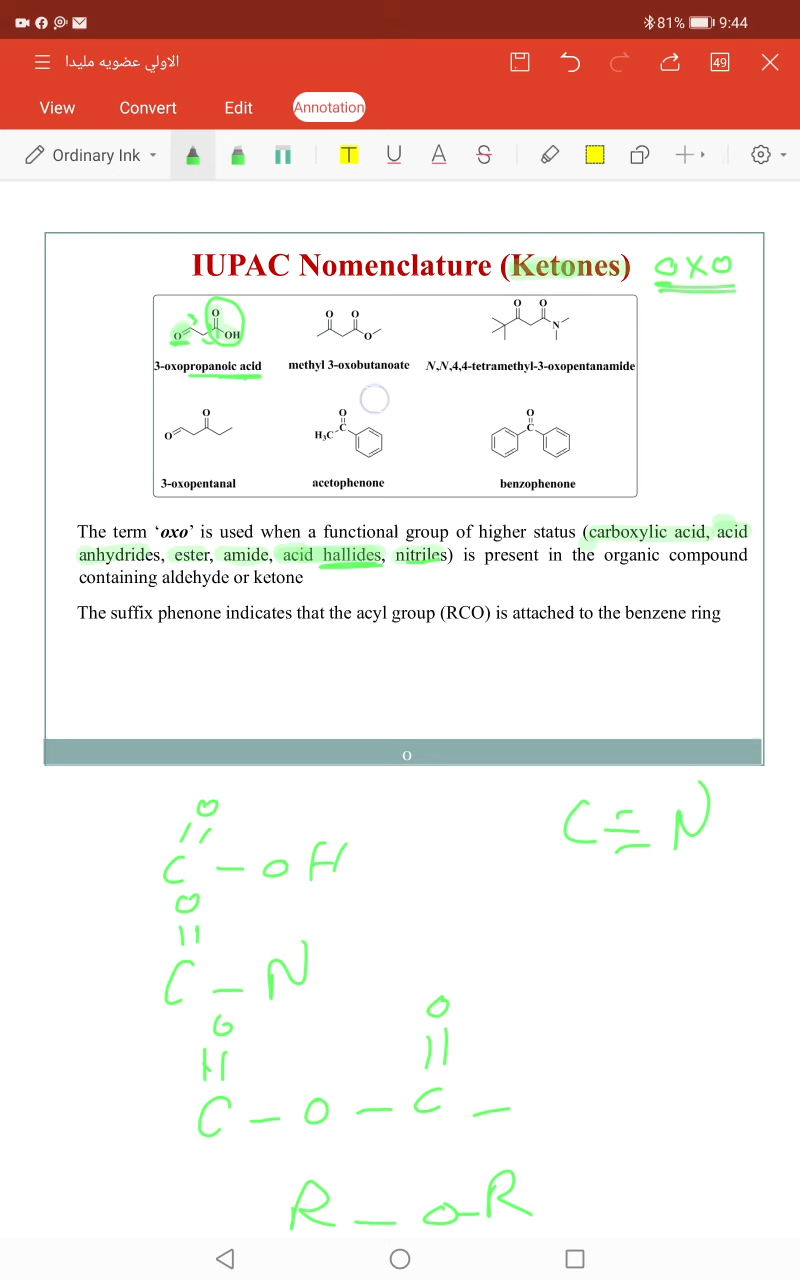 81% 9:44
الاولي عضويه مليدا 49
View Convert Edit Annotation
Ordinary Ink T U A S
IUPAC Nomenclature (Ketones) oxo
O OH O
3-oxopropanoic acid
O O O
methyl 3-oxobutanoate
O O N
N,N,4,4-tetramethyl-3-oxopentanamide
O O
3-oxopentanal
O C H₃C
acetophenone
O C
benzophenone
The term ‘oxo’ is used when a functional group of higher status (carboxylic acid, acid
anhydrides, ester, amide, acid hallides, nitriles) is present in the organic compound
containing aldehyde or ketone
The suffix phenone indicates that the acyl group (RCO) is attached to the benzene ring
O
C≡N
O
C - OH
O
C - N
O O
C - O - C -
R - OR